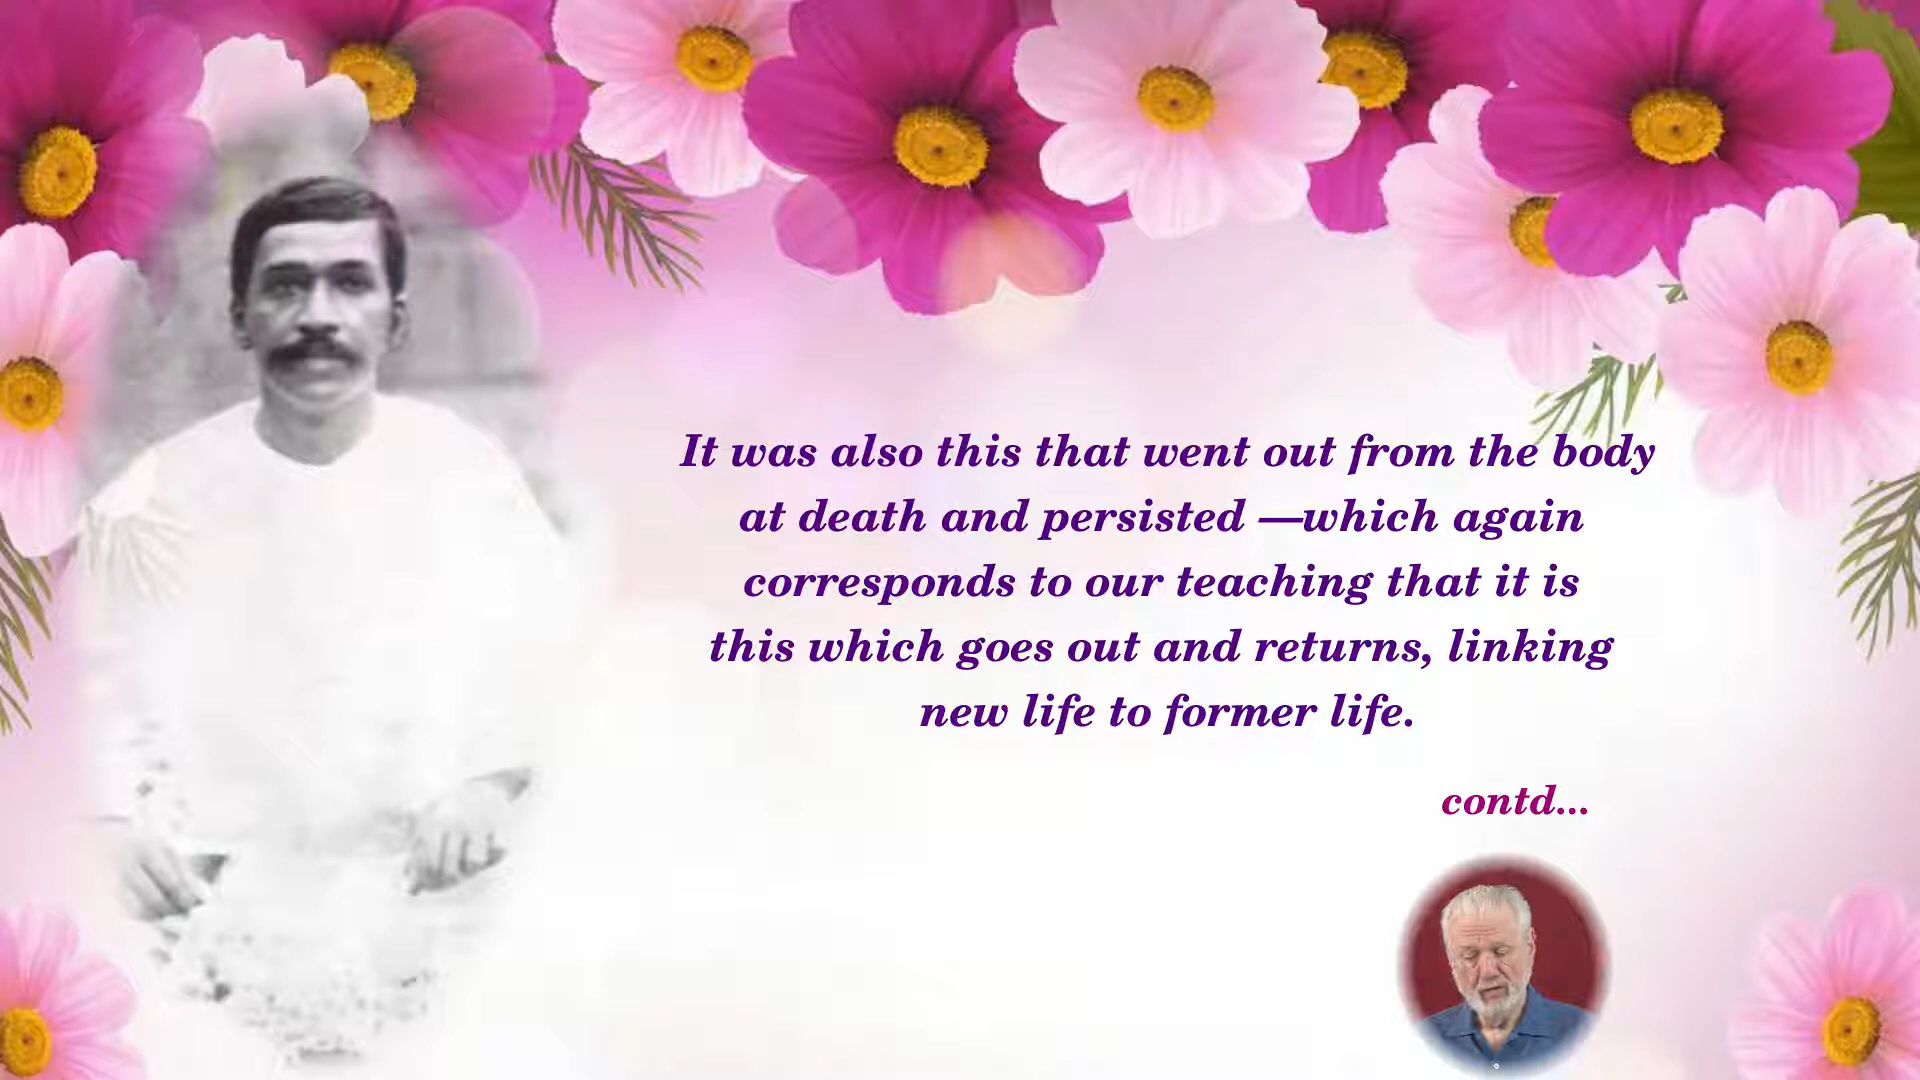 It was also this that went out from the body
at death and persisted —which again
corresponds to our teaching that it is
this which goes out and returns, linking
new life to former life.
contd...